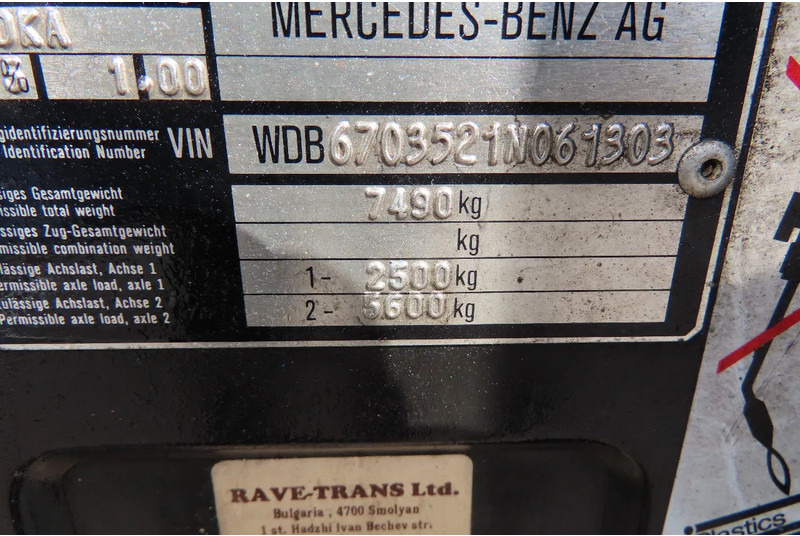 OKA
MERCEDES-BENZ AG
% 1.00
gidentifizierungsnummer
Identification Number
VIN
WDB6703521N061303
siges Gesamtgewicht
issible total weight
7490 kg
issiges Zug-Gesamtgewicht
missible combination weight
kg
lässige Achslast, Achse 1
ermissible axle load, axle 1
1- 2500 kg
ulässige Achslast, Achse 2
Permissible axle load, axle 2
2- 5600 kg
RAVE-TRANS Ltd.
Bulgaria , 4700 Smolyan
1 st. Hadzhi Ivan Bechev str.
Plastics